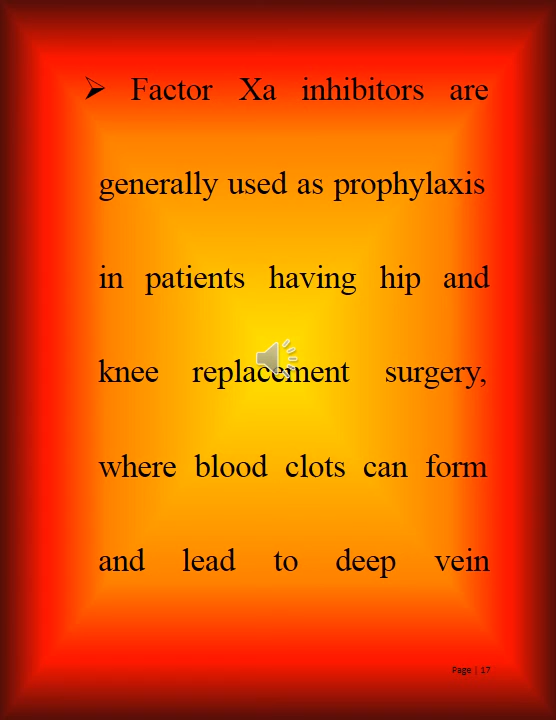 ➢ Factor Xa inhibitors are
generally used as prophylaxis
in patients having hip and
knee replacement surgery,
where blood clots can form
and lead to deep vein
Page | 17